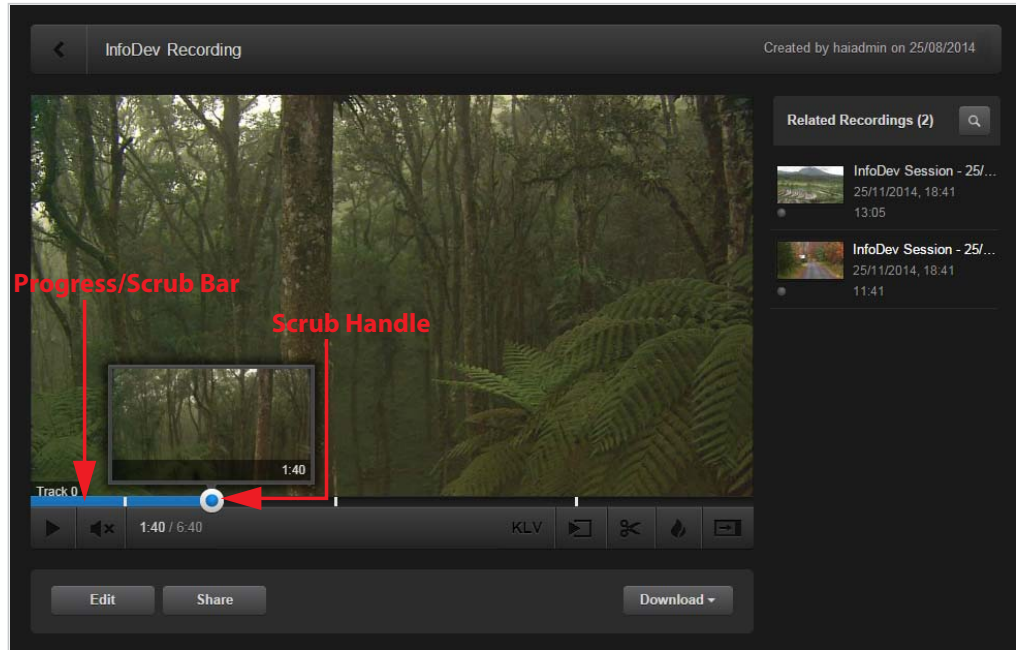 InfoDev Recording
Created by haiadmin on 25/08/2014
Related Recordings (2)
InfoDev Session - 25/...
25/11/2014, 18:41
13:05
InfoDev Session - 25/...
25/11/2014, 18:41
11:41
Progress/Scrub Bar
Scrub Handle
1:40
Track 0
1:40 / 6:40
KLV
Edit
Share
Download